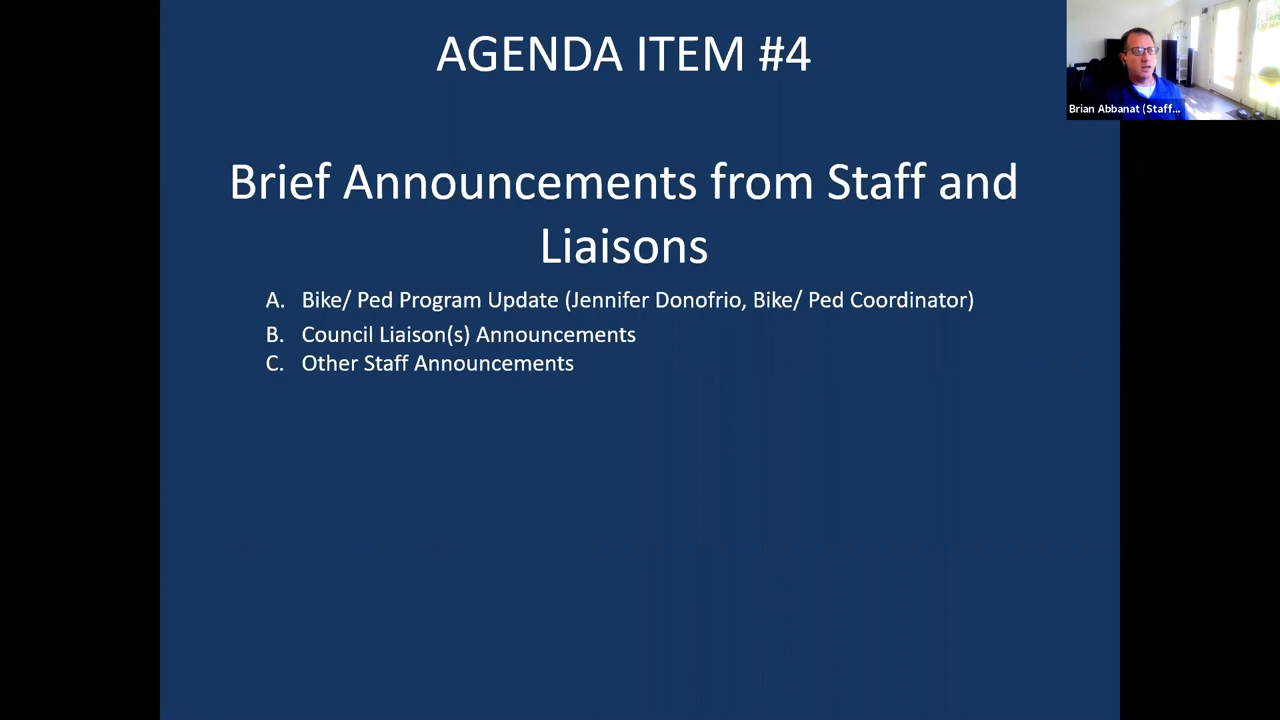 AGENDA ITEM #4
Brian Abbanat (Staff...
Brief Announcements from Staff and
Liaisons
A. Bike/ Ped Program Update (Jennifer Donofrio, Bike/ Ped Coordinator)
B. Council Liaison(s) Announcements
C. Other Staff Announcements